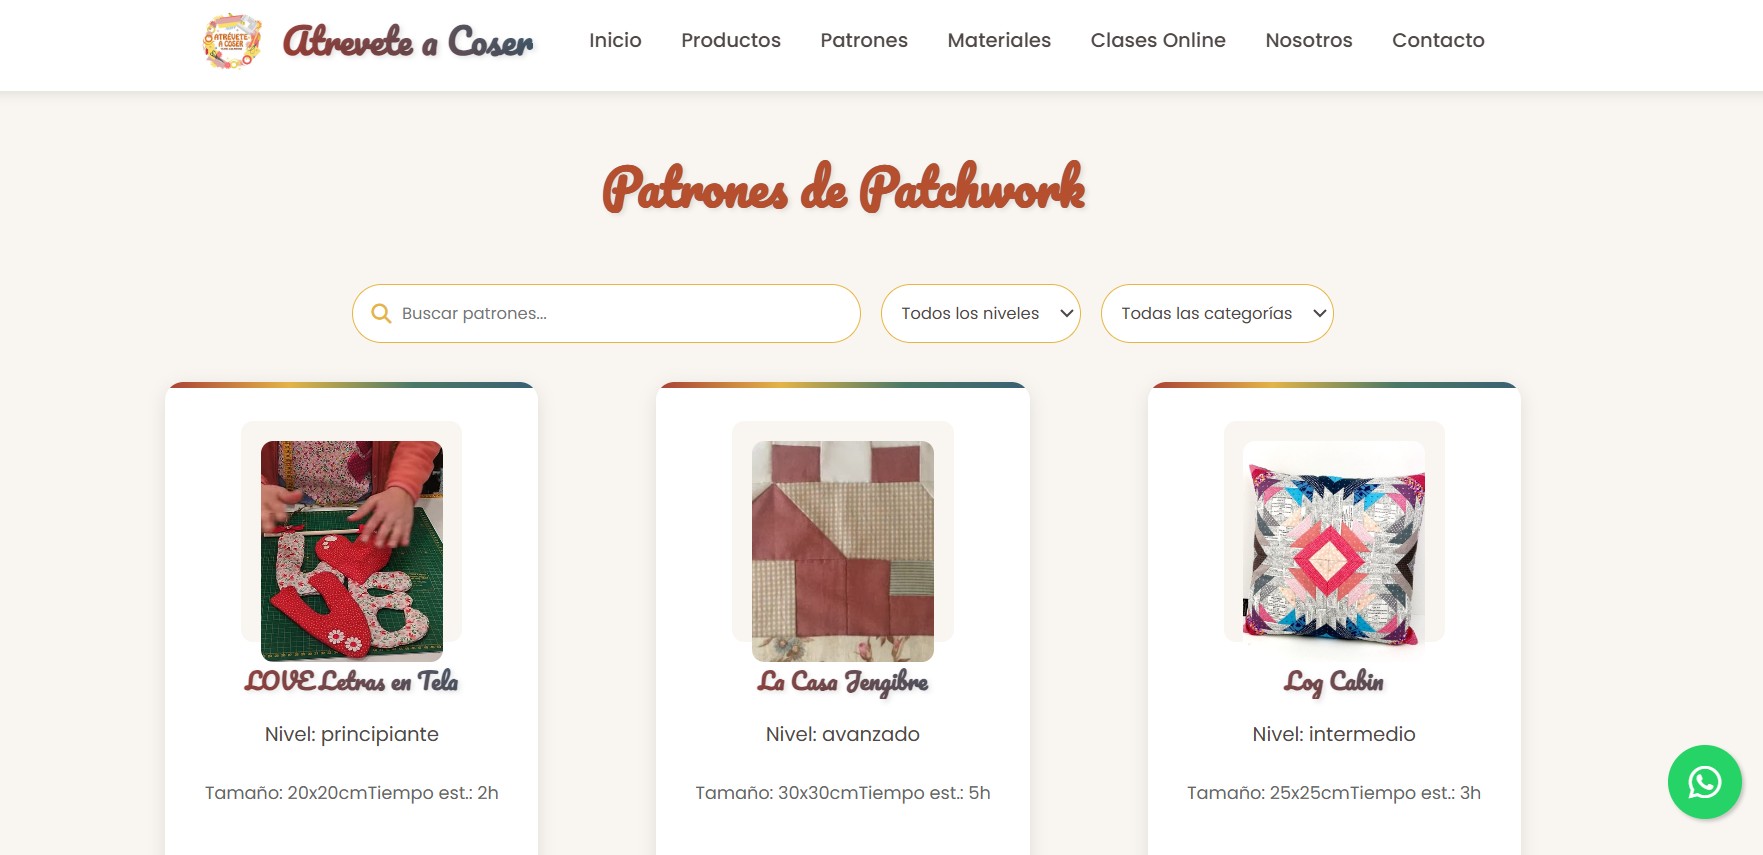 ATRÉVETE
A COSER
Atrevete a Coser
Inicio
Productos
Patrones
Materiales
Clases Online
Nosotros
Contacto
Patrones de Patchwork
Buscar patrones...
Todos los niveles
Todas las categorías
LOVE Letras en Tela
La Casa Jengibre
Log Cabin
Nivel: principiante
Nivel: avanzado
Nivel: intermedio
Tamaño: 20x20cmTiempo est.: 2h
Tamaño: 30x30cmTiempo est.: 5h
Tamaño: 25x25cmTiempo est.: 3h